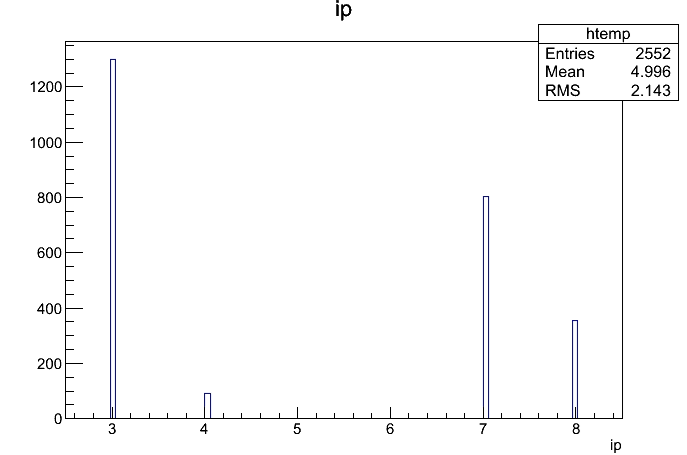 ip
htemp
Entries 2552
Mean 4.996
RMS 2.143
1200
1000
800
600
400
200
0
3 4 5 6 7 8
ip